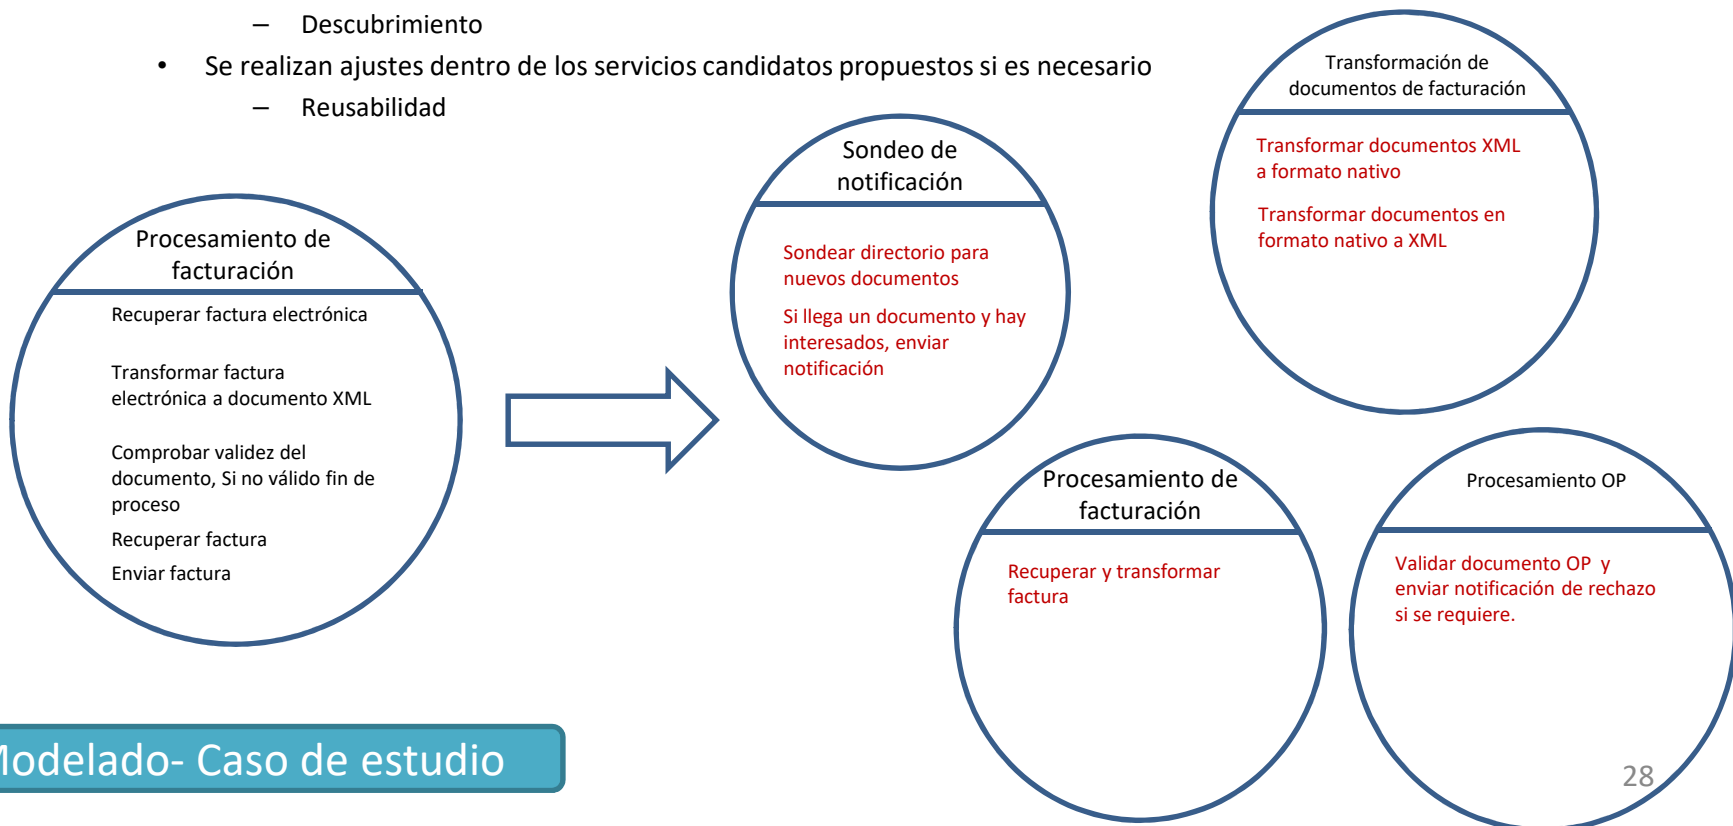 – Descubrimiento
• Se realizan ajustes dentro de los servicios candidatos propuestos si es necesario
– Reusabilidad
Procesamiento de
facturación
Recuperar factura electrónica
Transformar factura
electrónica a documento XML
Comprobar validez del
documento, Si no válido fin de
proceso
Recuperar factura
Enviar factura
Sondeo de
notificación
Sondear directorio para
nuevos documentos
Si llega un documento y hay
interesados, enviar
notificación
Transformación de
documentos de facturación
Transformar documentos XML
a formato nativo
Transformar documentos en
formato nativo a XML
Procesamiento de
facturación
Recuperar y transformar
factura
Procesamiento OP
Validar documento OP y
enviar notificación de rechazo
si se requiere.
Modelado- Caso de estudio
28